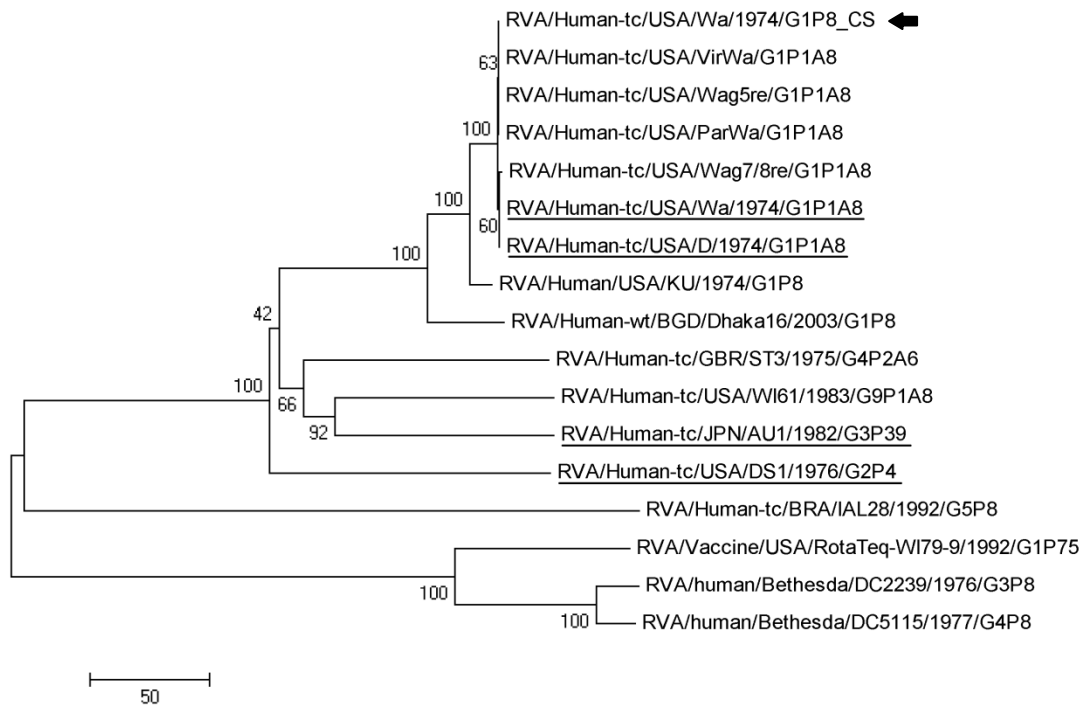 RVA/Human-tc/USA/Wa/1974/G1P8_CS
63
RVA/Human-tc/USA/VirWa/G1P1A8
RVA/Human-tc/USA/Wag5re/G1P1A8
100
RVA/Human-tc/USA/ParWa/G1P1A8
RVA/Human-tc/USA/Wag7/8re/G1P1A8
100
RVA/Human-tc/USA/Wa/1974/G1P1A8
60
RVA/Human-tc/USA/D/1974/G1P1A8
100
RVA/Human/USA/KU/1974/G1P8
42
RVA/Human-wt/BGD/Dhaka16/2003/G1P8
RVA/Human-tc/GBR/ST3/1975/G4P2A6
100
66
RVA/Human-tc/USA/WI61/1983/G9P1A8
92
RVA/Human-tc/JPN/AU1/1982/G3P39
RVA/Human-tc/USA/DS1/1976/G2P4
RVA/Human-tc/BRA/IAL28/1992/G5P8
RVA/Vaccine/USA/RotaTeq-WI79-9/1992/G1P75
100
RVA/human/Bethesda/DC2239/1976/G3P8
100
RVA/human/Bethesda/DC5115/1977/G4P8
50